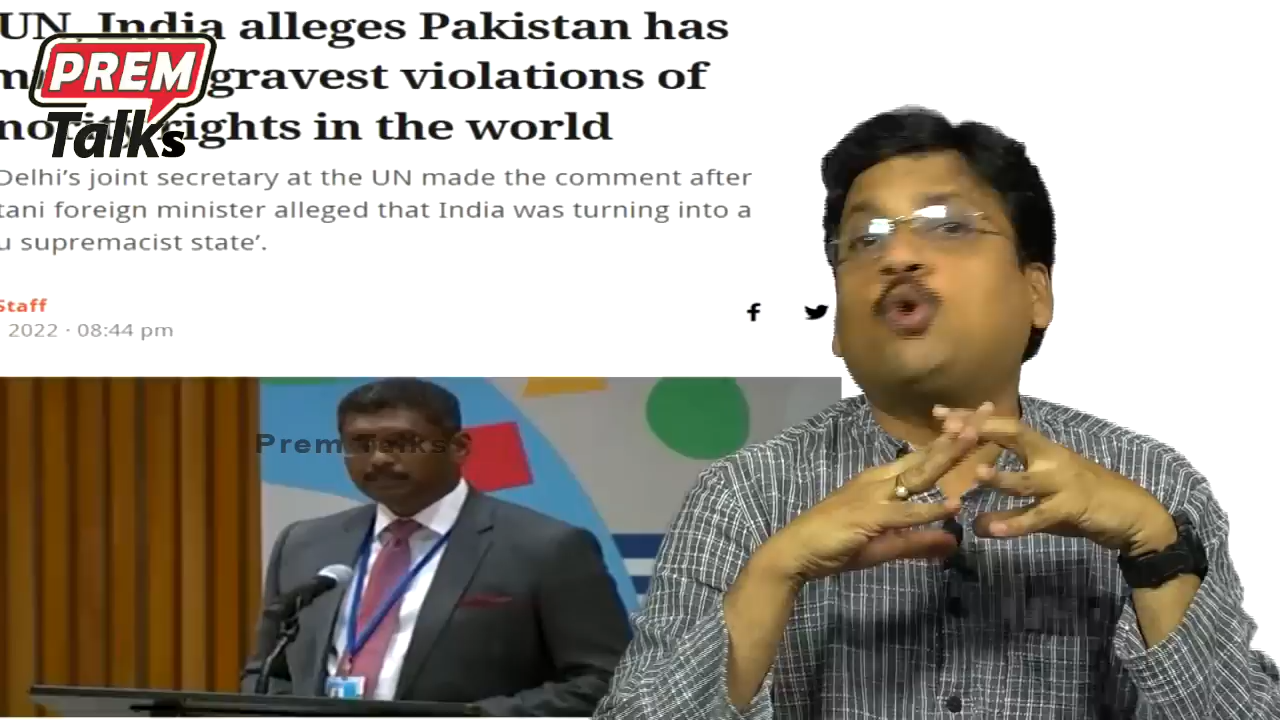 UN, India alleges Pakistan has
gravest violations of
rights in the world
PREM
Talks
Delhi's joint secretary at the UN made the comment after
tani foreign minister alleged that India was turning into a
u supremacist state'.
Staff
2022 · 08:44 pm
Prem Talks